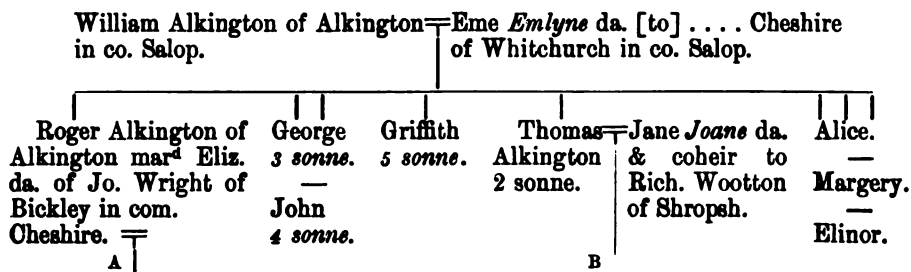 William Alkington of Alkington
in co. Salop.
Eme Emlyne da. [to] .... Cheshire
of Whitchurch in co. Salop.
Roger Alkington of
Alkington marᵈ Eliz.
da. of Jo. Wright of
Bickley in com.
Cheshire.
A
George
3 sonne.
—
John
4 sonne.
Griffith
5 sonne.
Thomas
Alkington
2 sonne.
Jane Joane da.
& coheir to
Rich. Wootton
of Shropsh.
B
Alice.
—
Margery.
—
Elinor.